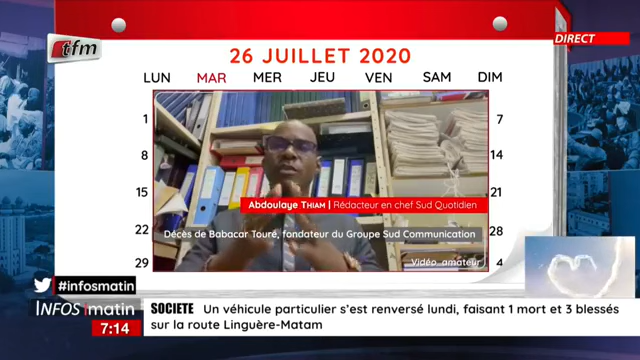 tfm
DIRECT
26 JUILLET 2020
LUN MAR MER JEU VEN SAM DIM
1 7
8 14
15
Abdoulaye THIAM | Rédacteur en chef Sud Quotidien
22 28
Décès de Babacar Touré, fondateur du Groupe Sud Communication
29 4
Vidéo amateur
#infosmatin
INFOS matin
7:14
SOCIETE Un véhicule particulier s'est renversé lundi, faisant 1 mort et 3 blessés
sur la route Linguère-Matam